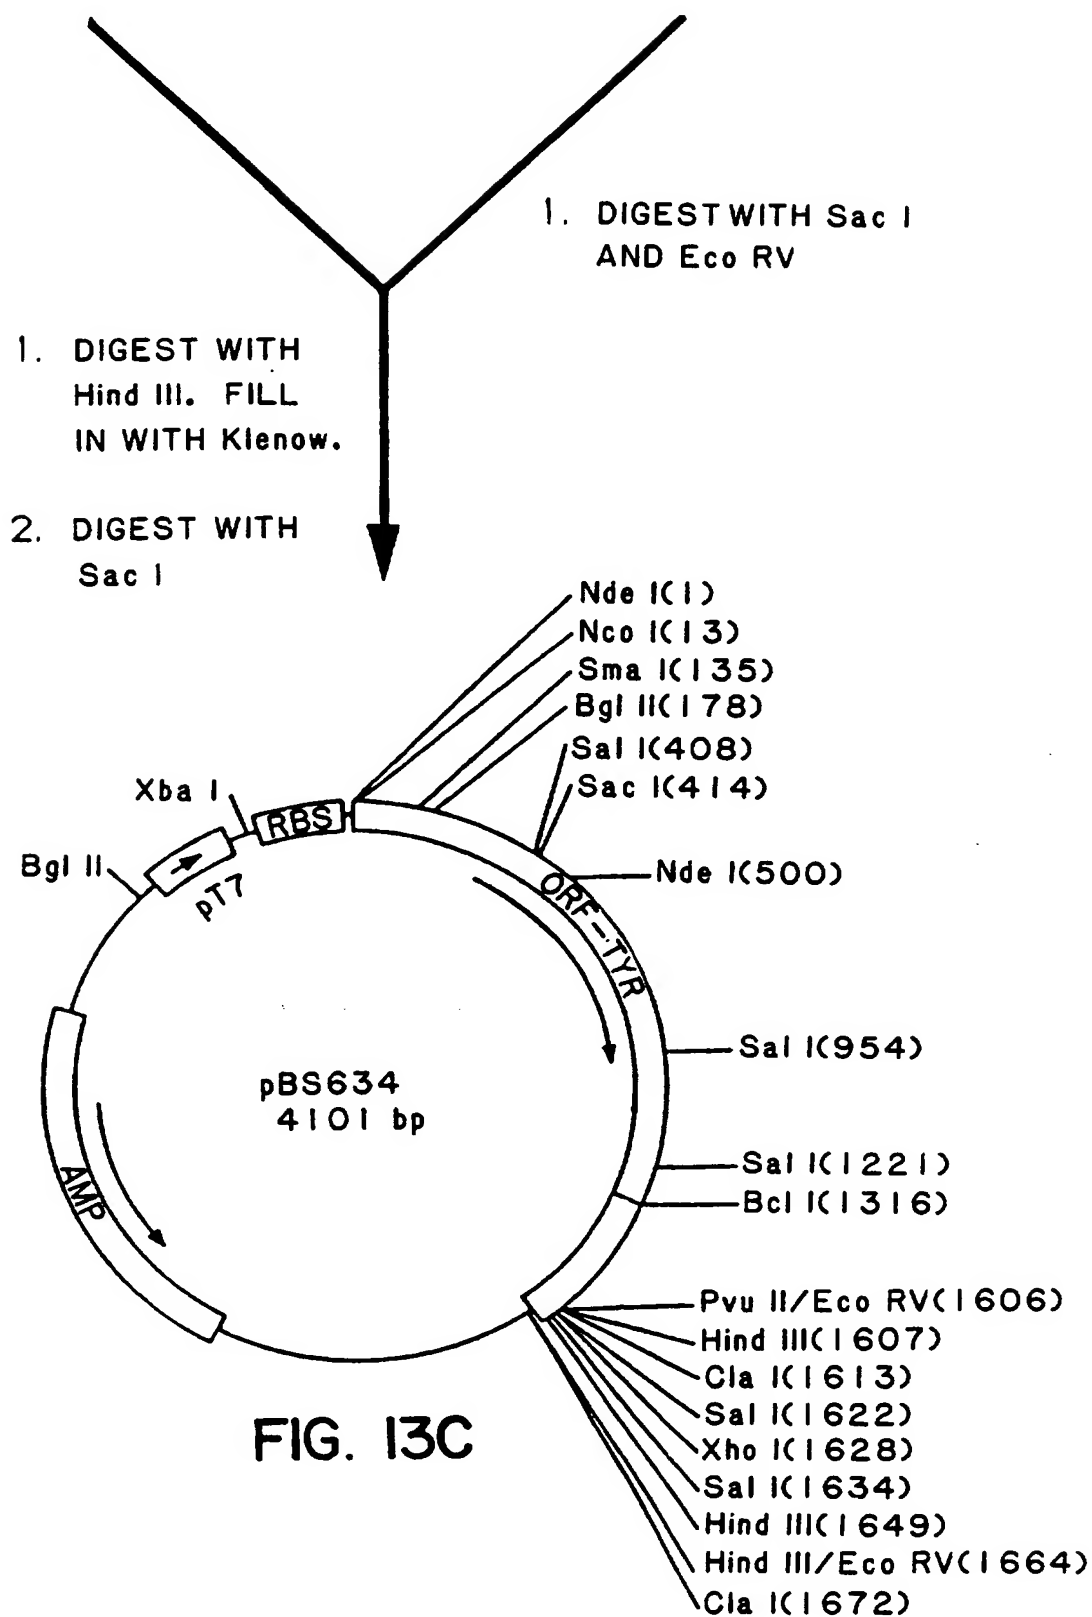 1. DIGEST WITH Sac I
AND Eco RV
1. DIGEST WITH
Hind III. FILL
IN WITH Klenow.
2. DIGEST WITH
Sac I
Nde I(1)
Nco I(13)
Sma I(135)
Bgl II(178)
Sal I(408)
Sac I(414)
Xba I
RBS
Bgl II
pT7
Nde I(500)
ORF-TYR
Sal I(954)
pBS634
4101 bp
Sal I(1221)
Bcl I(1316)
AMP
Pvu II/Eco RV(1606)
Hind III(1607)
Cla I(1613)
Sal I(1622)
Xho I(1628)
Sal I(1634)
Hind III(1649)
Hind III/Eco RV(1664)
Cla I(1672)
FIG. 13C